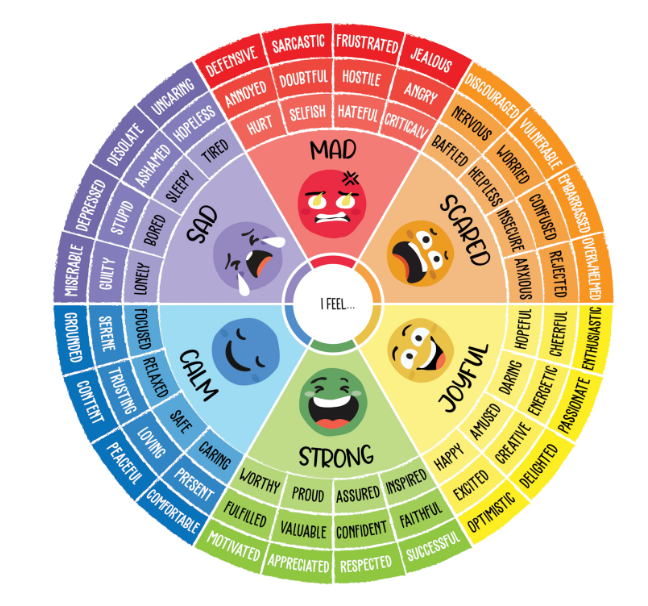 I FEEL...
MAD
HURT
SELFISH
HATEFUL
CRITICALV
ANNOYED
DOUBTFUL
HOSTILE
ANGRY
DEFENSIVE
SARCASTIC
FRUSTRATED
JEALOUS
SCARED
BAFFLED
HELPLESS
INSECURE
ANXIOUS
NERVOUS
WORRIED
CONFUSED
REJECTED
DISCOURAGED
VULNERABLE
EMBARRASSED
OVERWHELMED
JOYFUL
HOPEFUL
DARING
AMUSED
HAPPY
CHEERFUL
ENERGETIC
CREATIVE
EXCITED
ENTHUSIASTIC
PASSIONATE
DELIGHTED
OPTIMISTIC
STRONG
WORTHY
PROUD
ASSURED
INSPIRED
FULFILLED
VALUABLE
CONFIDENT
FAITHFUL
MOTIVATED
APPRECIATED
RESPECTED
SUCCESSFUL
CALM
FOCUSED
RELAXED
SAFE
CARING
SERENE
TRUSTING
LOVING
PRESENT
GROUNDED
CONTENT
PEACEFUL
COMFORTABLE
SAD
LONELY
BORED
SLEEPY
TIRED
GUILTY
STUPID
ASHAMED
HOPELESS
MISERABLE
DEPRESSED
DESOLATE
UNCARING